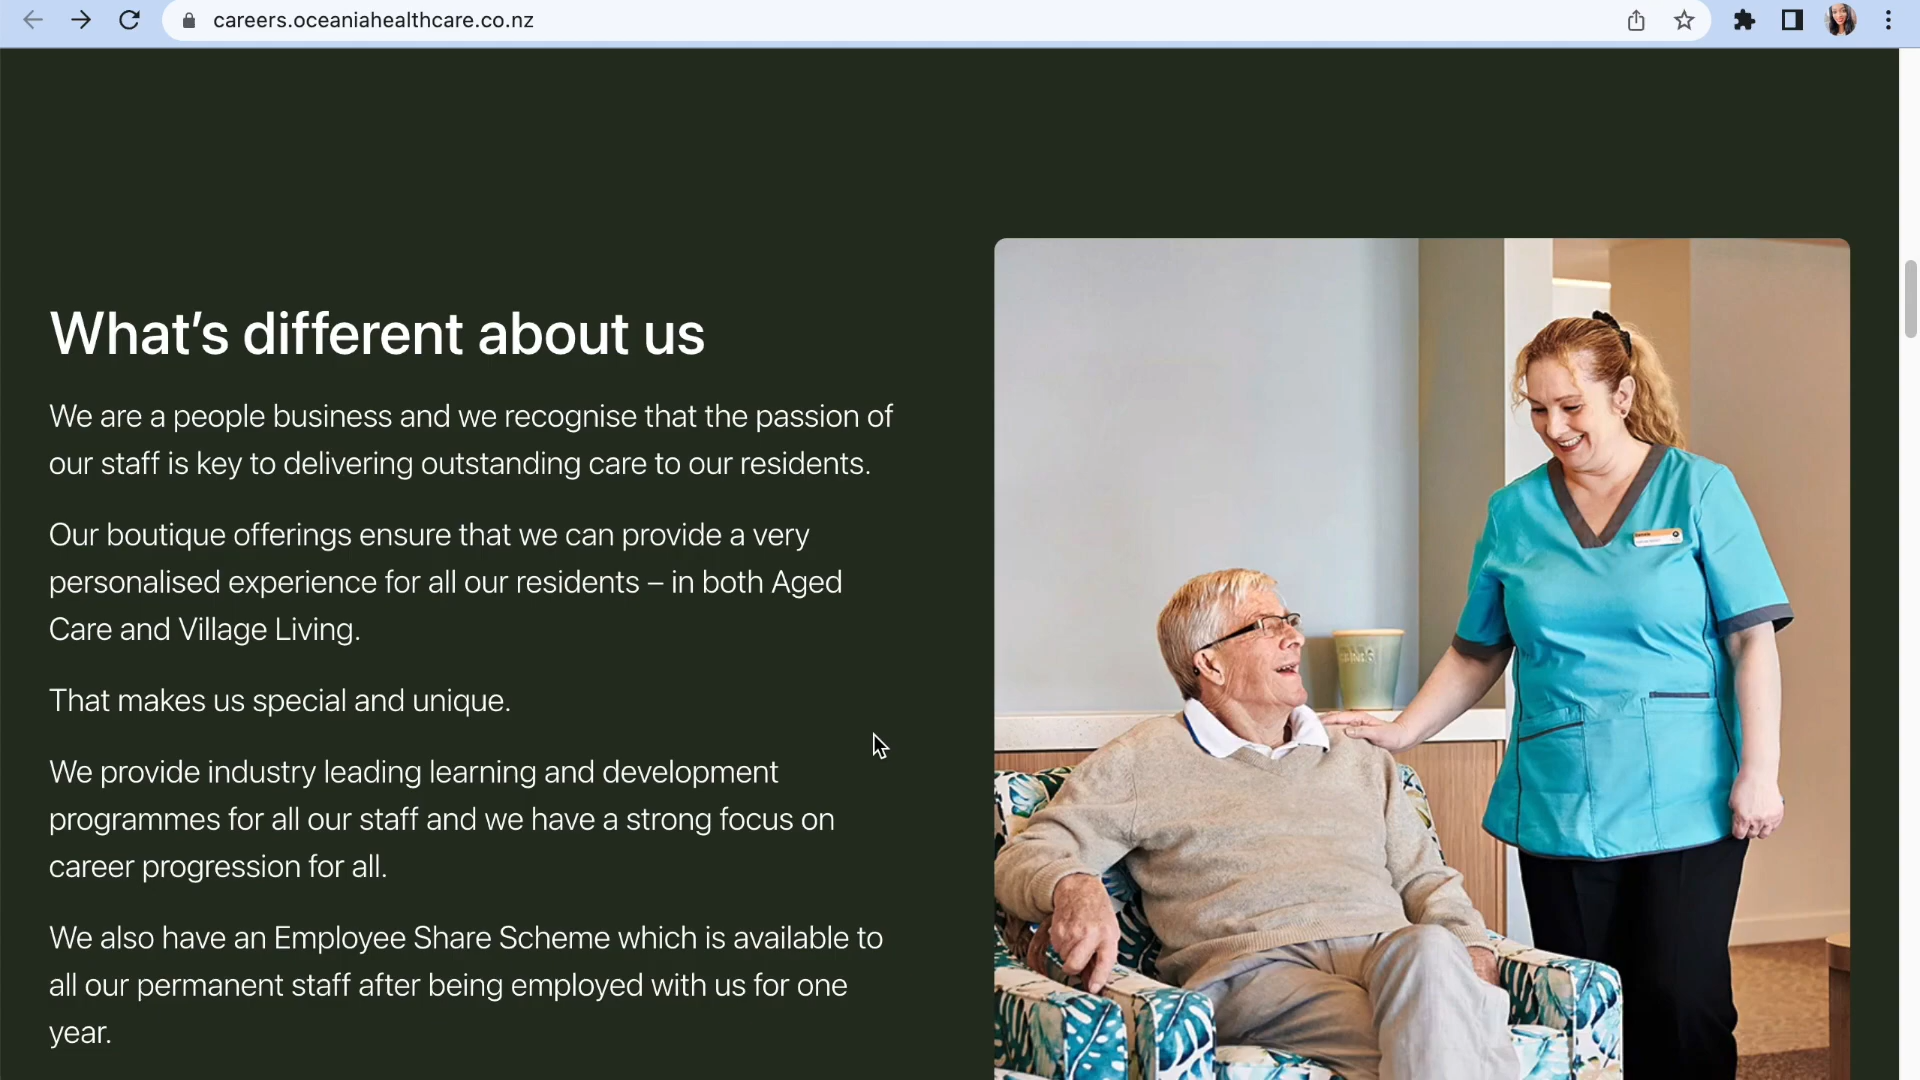 careers.oceaniahealthcare.co.nz
What's different about us
We are a people business and we recognise that the passion of
our staff is key to delivering outstanding care to our residents.
Our boutique offerings ensure that we can provide a very
personalised experience for all our residents – in both Aged
Care and Village Living.
That makes us special and unique.
We provide industry leading learning and development
programmes for all our staff and we have a strong focus on
career progression for all.
We also have an Employee Share Scheme which is available to
all our permanent staff after being employed with us for one
year.